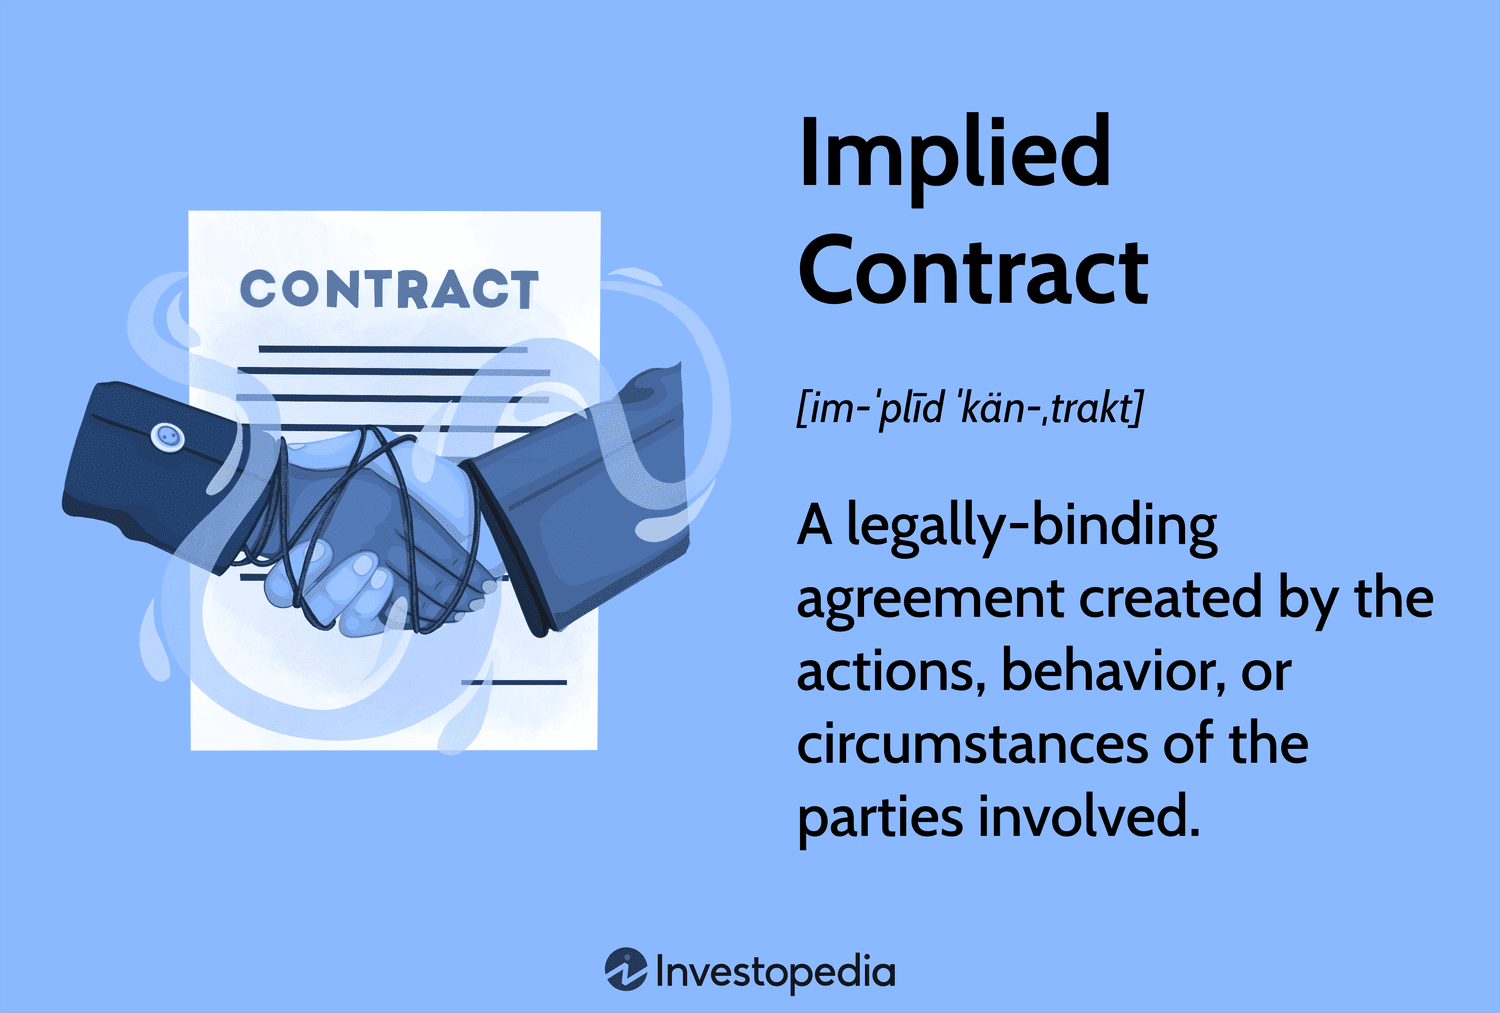 CONTRACT
Implied
Contract
[im-ˈplīd ˈkän-ˌtrakt]
A legally-binding
agreement created by the
actions, behavior, or
circumstances of the
parties involved.
Investopedia